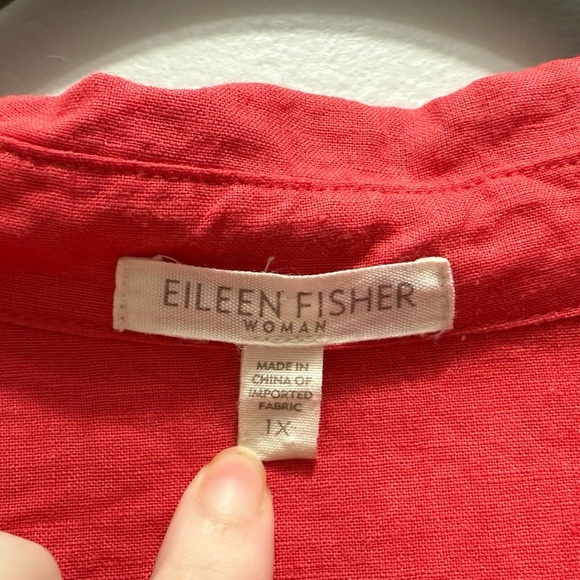 EILEEN FISHER
WOMAN
MADE IN
CHINA OF
IMPORTED
FABRIC
1X